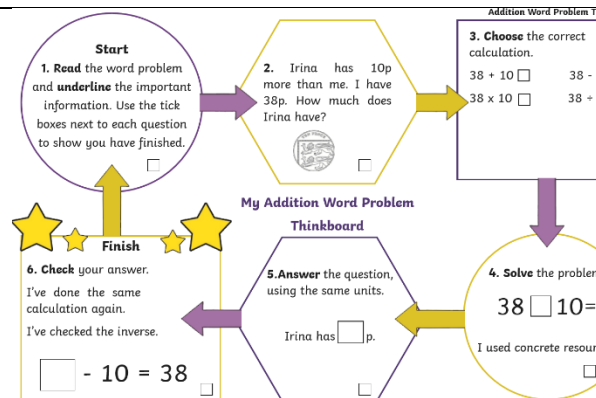 Addition Word Problem T
Start
1. Read the word problem
and underline the important
information. Use the tick
boxes next to each question
to show you have finished.
2. Irina has 10p
more than me. I have
38p. How much does
Irina have?
3. Choose the correct
calculation.
38 + 10 38 -
38 x 10 38 ÷
My Addition Word Problem
Thinkboard
4. Solve the problem
38 10=
I used concrete resour
5.Answer the question,
using the same units.
Irina has p.
Finish
6. Check your answer.
I've done the same
calculation again.
I've checked the inverse.
- 10 = 38